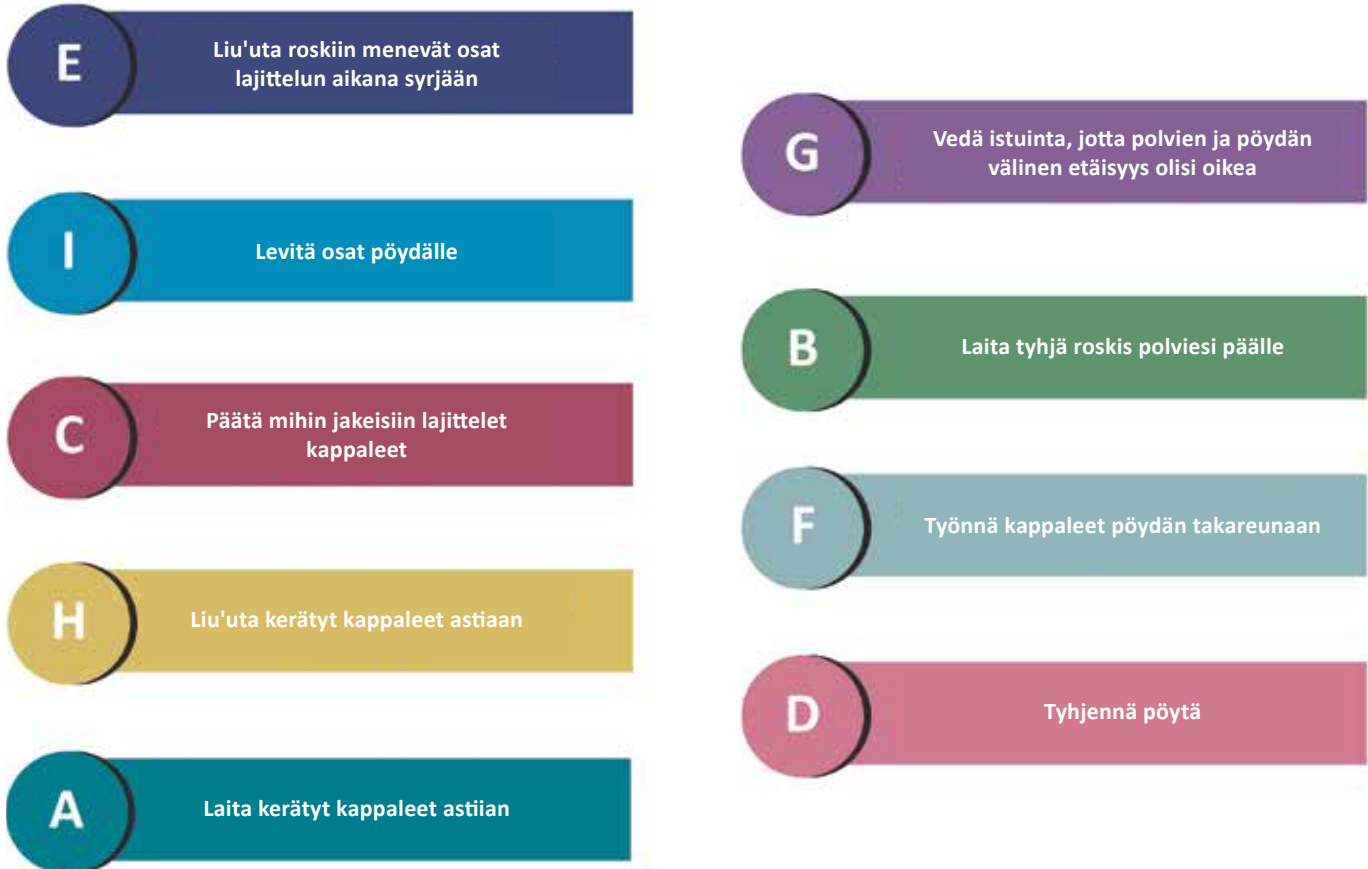 E
Liu'uta roskiin menevät osat
lajittelun aikana syrjään
I
Levitä osat pöydälle
C
Päätä mihin jakeisiin lajittelet
kappaleet
H
Liu'uta kerätyt kappaleet astiaan
A
Laita kerätyt kappaleet astiian
G
Vedä istuinta, jotta polvien ja pöydän
välinen etäisyys olisi oikea
B
Laita tyhjä roskis polviesi päälle
F
Työnnä kappaleet pöydän takareunaan
D
Tyhjennä pöytä